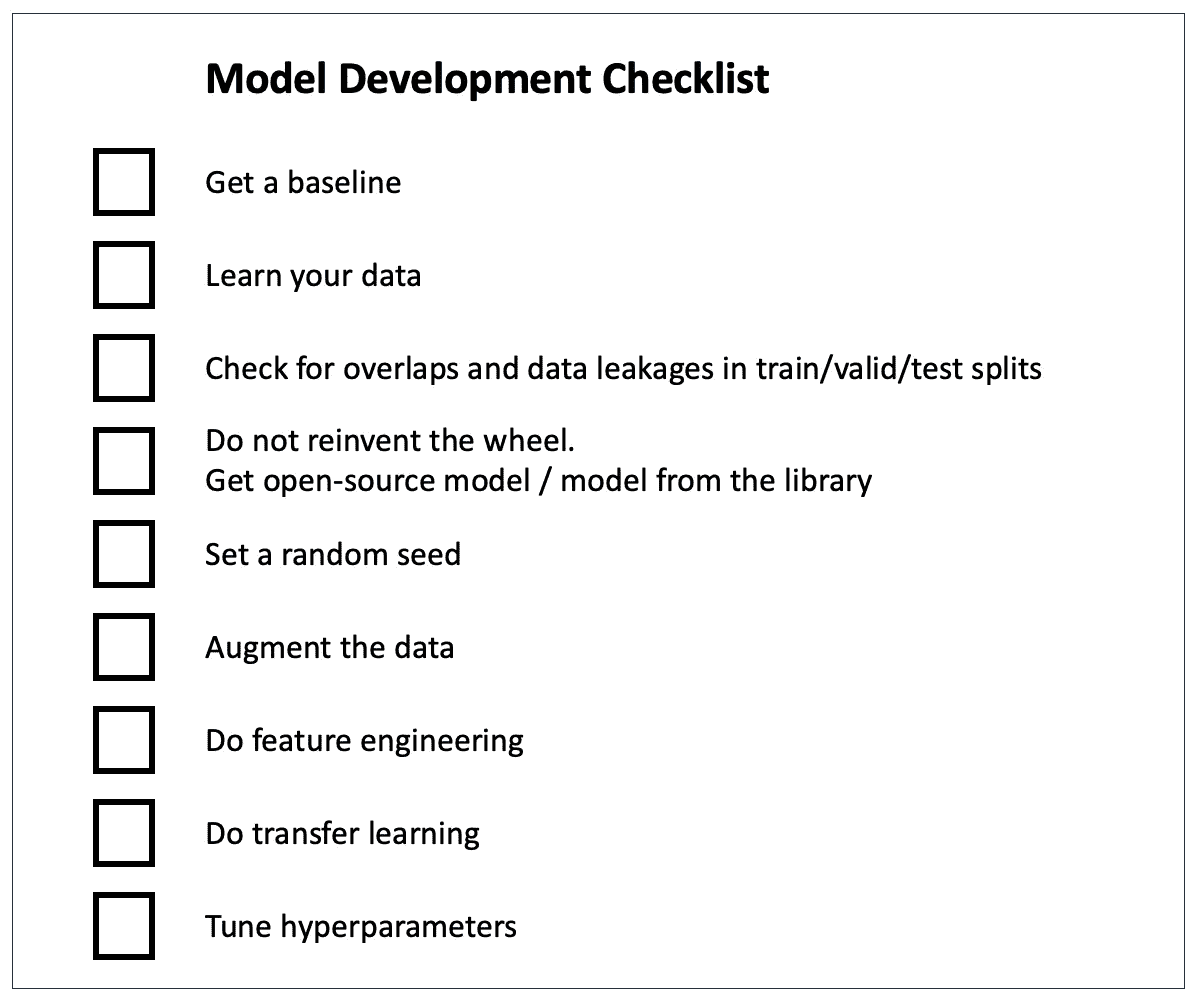 Model Development Checklist
Get a baseline
Learn your data
Check for overlaps and data leakages in train/valid/test splits
Do not reinvent the wheel.
Get open-source model / model from the library
Set a random seed
Augment the data
Do feature engineering
Do transfer learning
Tune hyperparameters